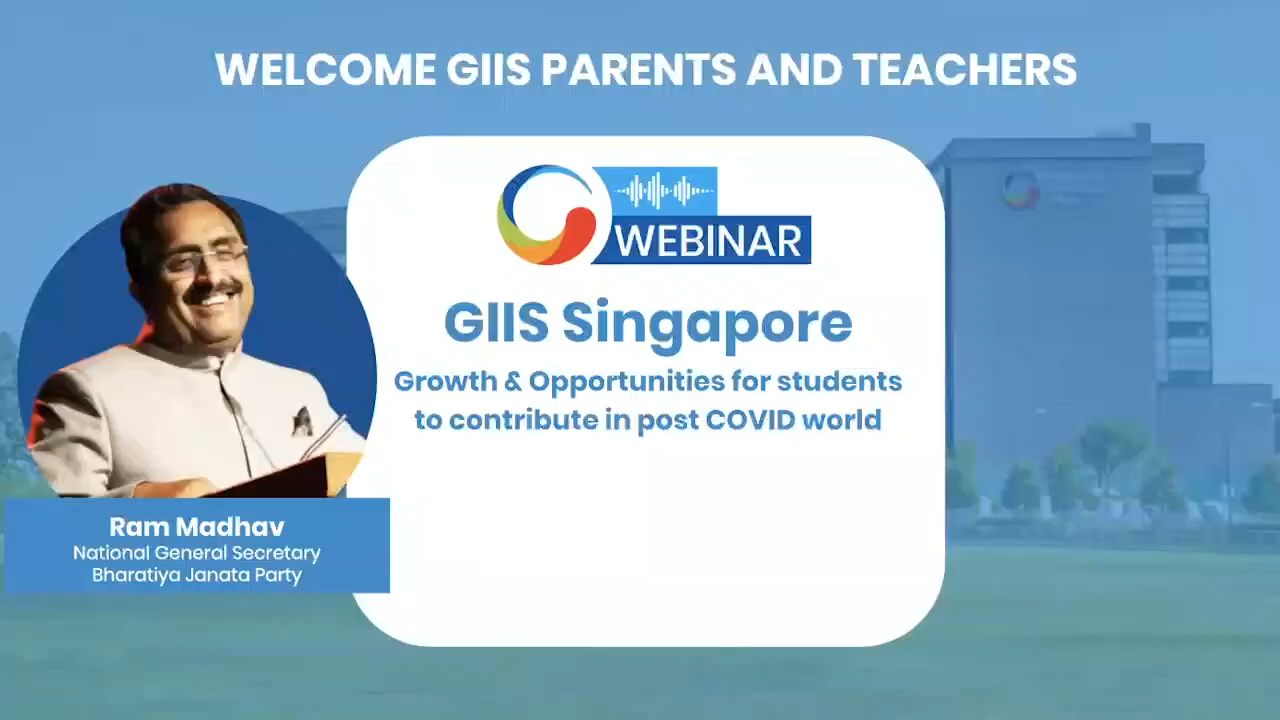 WELCOME GIIS PARENTS AND TEACHERS
WEBINAR
GIIS Singapore
Growth & Opportunities for students
to contribute in post COVID world
Ram Madhav
National General Secretary
Bharatiya Janata Party